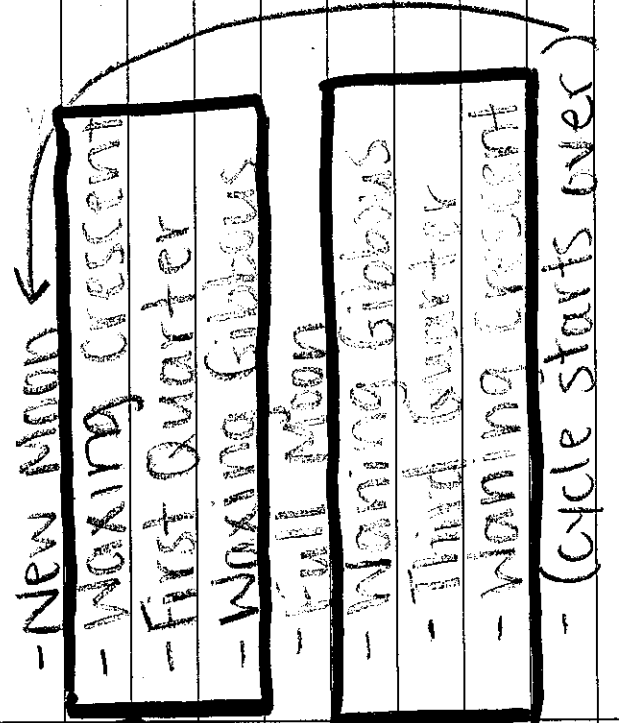 - New Moon
- Waxing Crescent
- First Quarter
- Waxing Gibbous
- Full Moon
- Waning Gibbous
- Third Quarter
- Waning Crescent
- (cycle starts over)